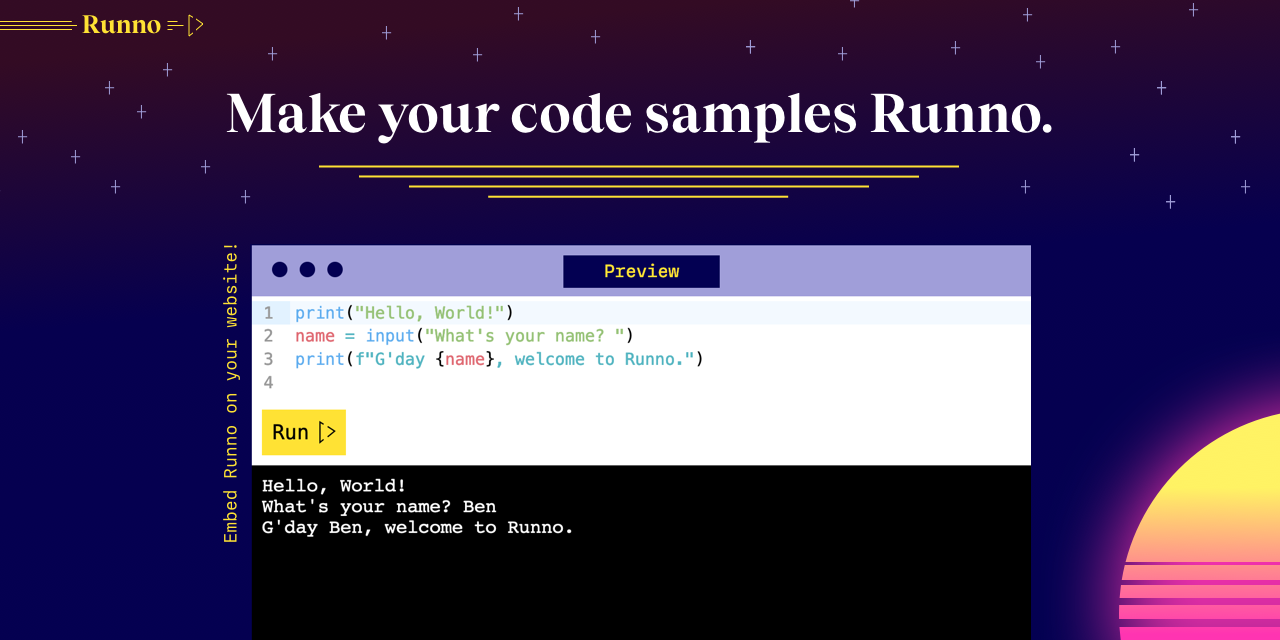 Runno
Make your code samples Runno.
Embed Runno on your website!
Preview
1 print("Hello, World!")
2 name = input("What's your name? ")
3 print(f"G'day {name}, welcome to Runno.")
4
Run
Hello, World!
What's your name? Ben
G'day Ben, welcome to Runno.